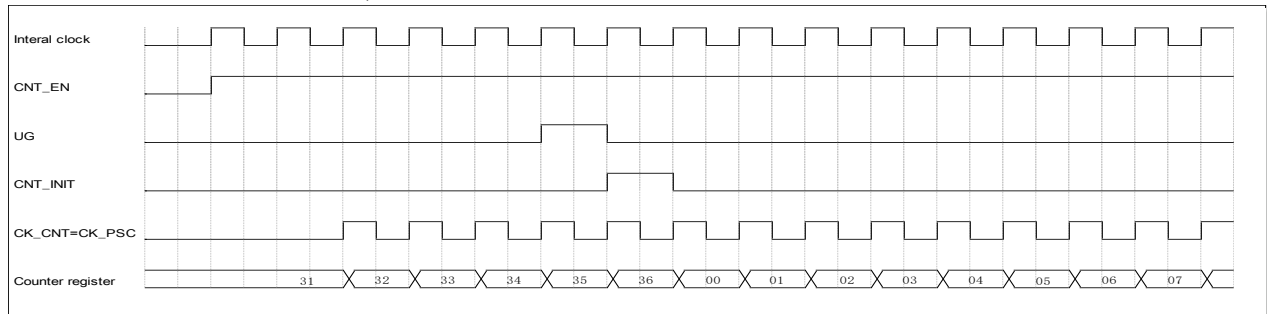 Interal clock
CNT_EN
UG
CNT_INIT
CK_CNT=CK_PSC
Counter register 31 32 33 34 35 36 00 01 02 03 04 05 06 07